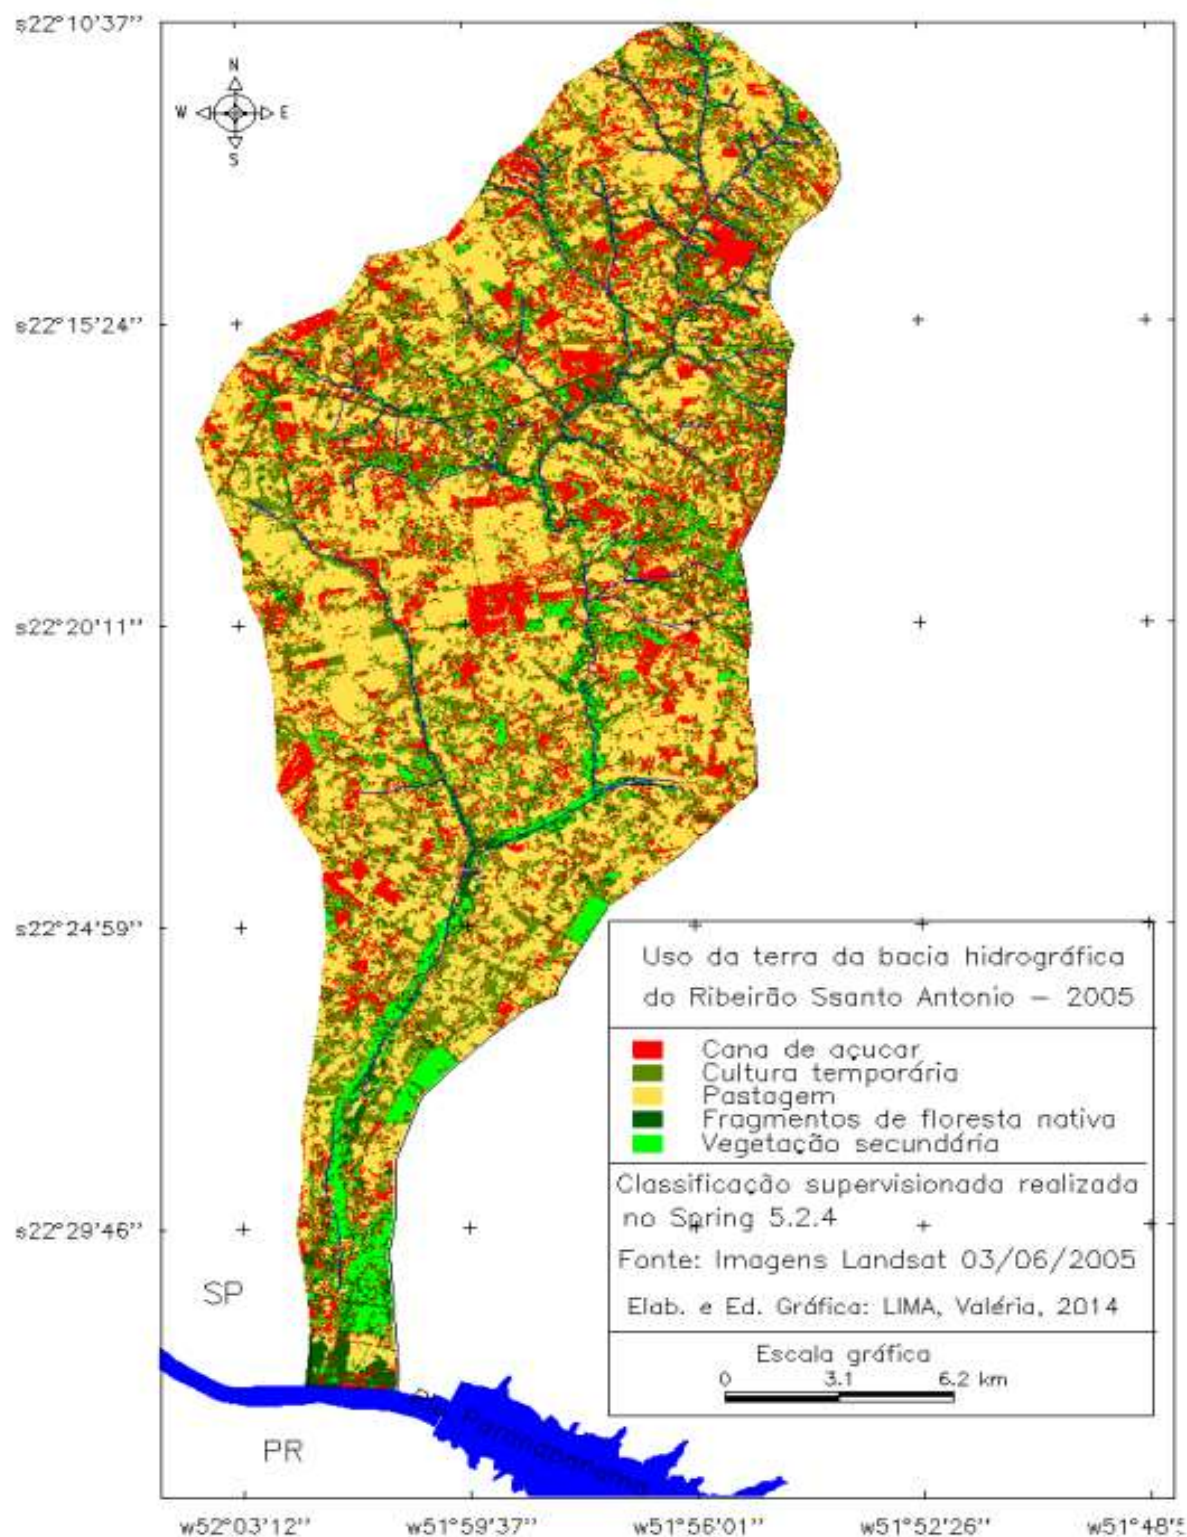 s22°10'37''
N
W E
S
s22°15'24''
s22°20'11''
s22°24'59''
Uso da terra da bacia hidrográfica
do Ribeirão Ssanto Antonio – 2005
Cana de açucar
Cultura temporária
Pastagem
Fragmentos de floresta nativa
Vegetação secundária
Classificação supervisionada realizada
no Spring 5.2.4
s22°29'46''
Fonte: Imagens Landsat 03/06/2005
SP
Elab. e Ed. Gráfica: LIMA, Valéria, 2014
Escala gráfica
0 3.1 6.2 km
Rio Paranapanema
PR
w52°03'12'' w51°59'37'' w51°56'01'' w51°52'26''